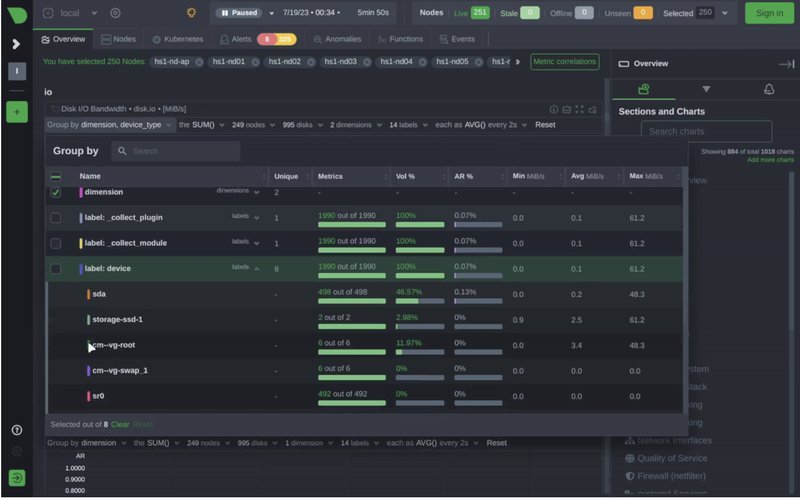 local
Paused
7/19/23 • 00:34
5min 50s
Nodes
Live 251
Stale 0
Offline 0
Unseen 0
Selected 250
Sign in
Overview
Nodes
Kubernetes
Alerts
8
325
Anomalies
Functions
Events
You have selected 250 Nodes:
hs1-nd-ap
hs1-nd01
hs1-nd02
hs1-nd03
hs1-nd04
hs1-nd05
Metric correlations
io
Disk I/O Bandwidth • disk.io • [MiB/s]
Group by dimension, device_type the SUM() 249 nodes 995 disks 2 dimensions 14 labels each as AVG() every 2s Reset
Group by
Search
Name Unique Metrics Vol % AR % Min MiB/s Avg MiB/s Max MiB/s
dimension dimensions 2 - - - - - -
label: _collect_plugin labels 1 1990 out of 1990 100% 0.07% 0.0 0.1 61.2
label: _collect_module labels 1 1990 out of 1990 100% 0.07% 0.0 0.1 61.2
label: device labels 8 1990 out of 1990 100% 0.07% 0.0 0.1 61.2
sda - 498 out of 498 46.57% 0.13% 0.0 0.2 48.3
storage-ssd-1 - 2 out of 2 2.98% 0% 0.9 2.5 61.2
cm--vg-root - 6 out of 6 11.97% 0% 0.0 3.4 48.3
cm--vg-swap_1 - 6 out of 6 0% 0% 0.0 0.0 0.0
sr0 - 492 out of 492 0% 0% 0.0 0.0 0.0
Selected out of 8 Clear Reset
Group by dimension the SUM() 249 nodes 995 disks 1 dimension 14 labels each as AVG() every 2s Reset
AR
1.0000
0.9000
0.8000
Overview
Sections and Charts
Search charts
Showing 884 of total 1018 charts
Add more charts
Network Interfaces
Quality of Service
Firewall (netfilter)
systemd Services